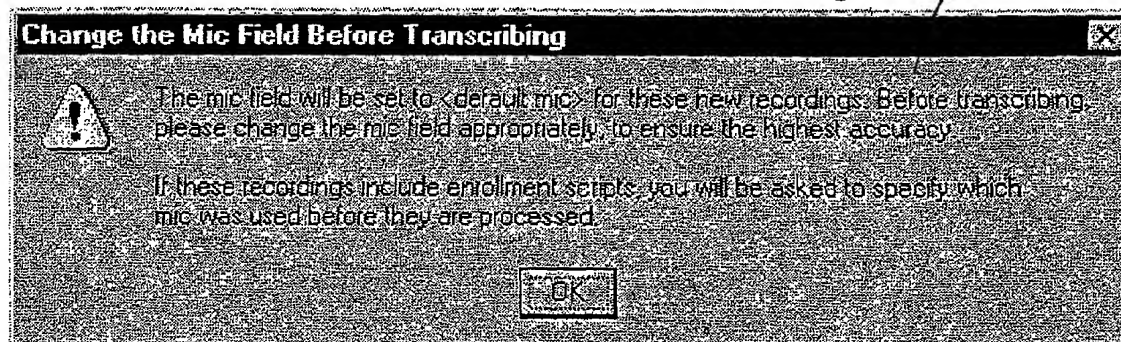 Change the Mic Field Before Transcribing
The mic field will be set to <default mic> for these new recordings. Before transcribing,
please change the mic field appropriately, to ensure the highest accuracy.
If these recordings include enrollment scripts, you will be asked to specify which
mic was used before they are processed.
OK